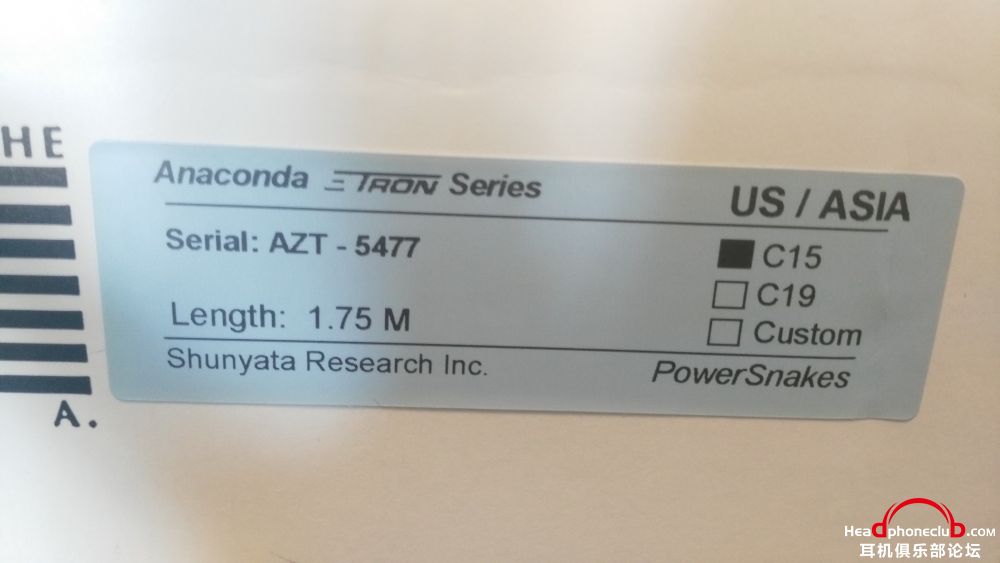 HE
A.
Anaconda ΞTRON Series
US / ASIA
Serial: AZT - 5477
C15
C19
Length: 1.75 M
Custom
Shunyata Research Inc.
PowerSnakes
Headphoneclub.com
耳机俱乐部论坛